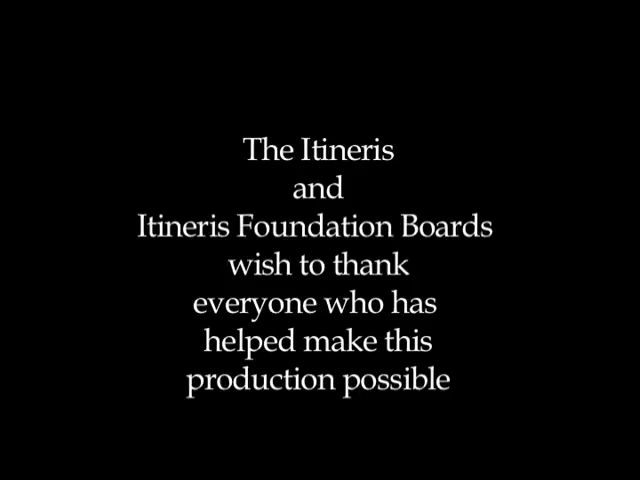 The Itineris
and
Itineris Foundation Boards
wish to thank
everyone who has
helped make this
production possible